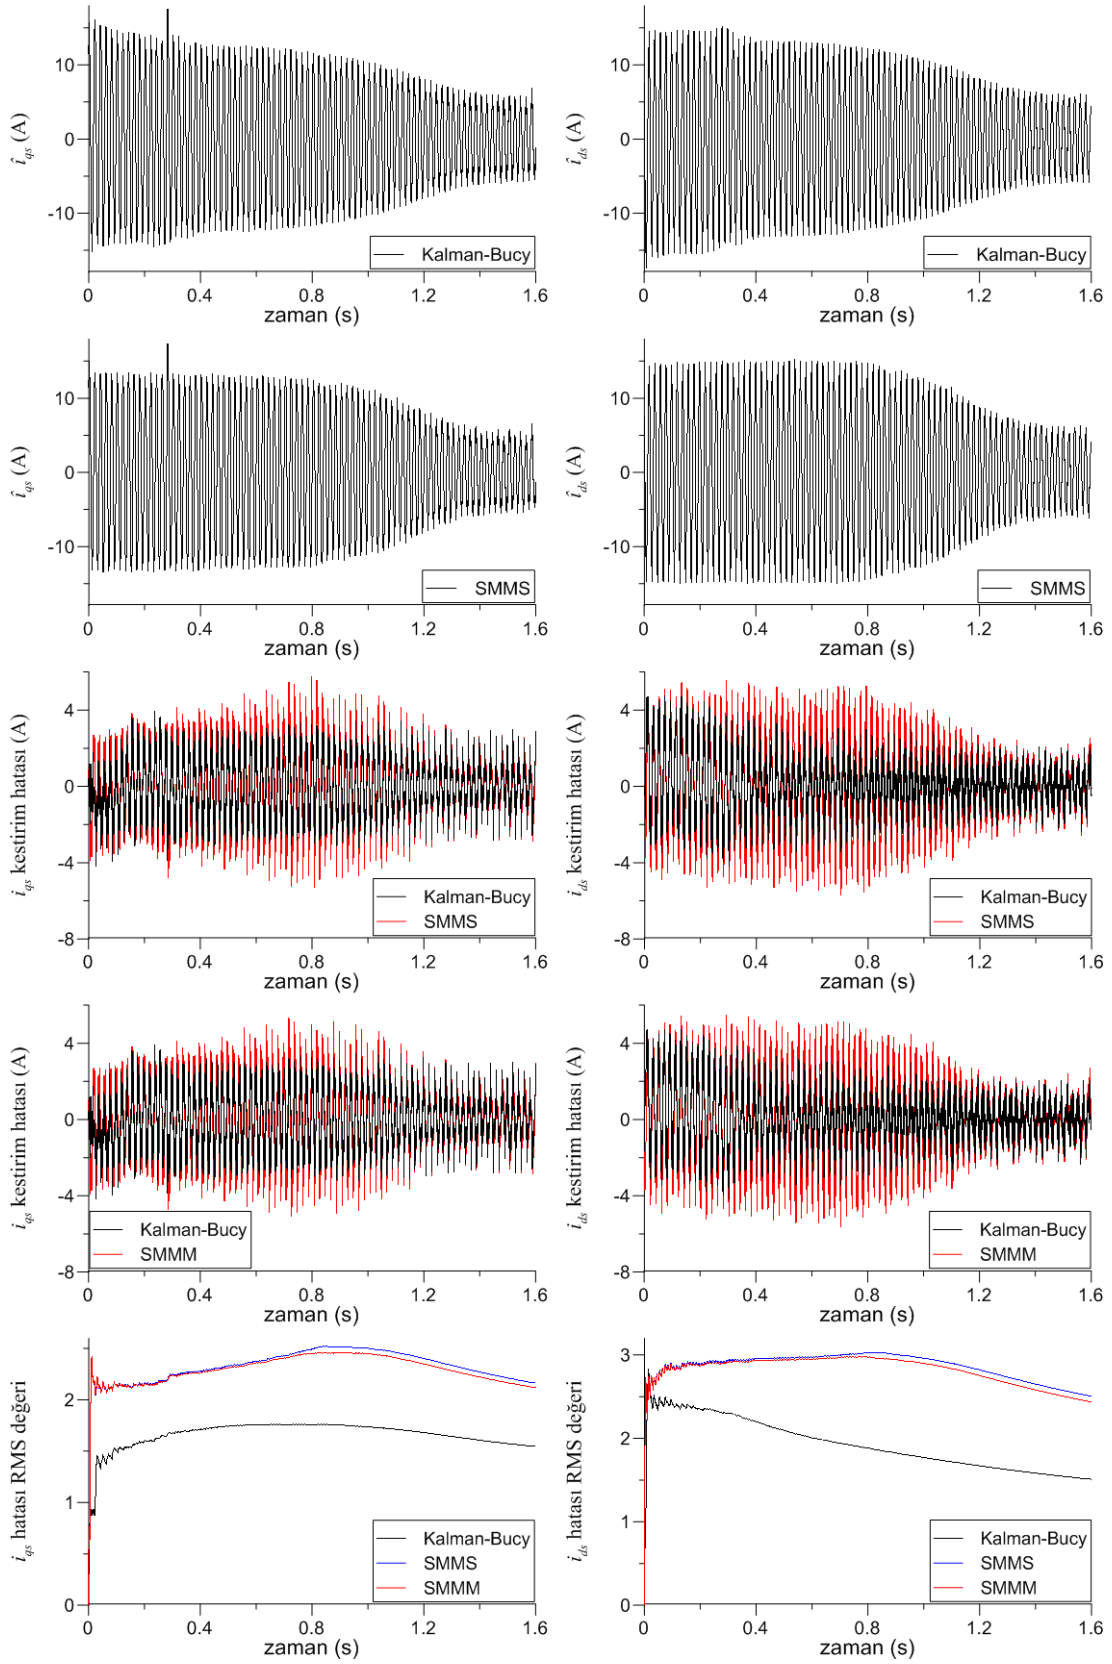 10
0
-10
î_qs (A)
Kalman-Bucy
0 0.4 0.8 1.2 1.6
zaman (s)
10
0
-10
î_ds (A)
Kalman-Bucy
0 0.4 0.8 1.2 1.6
zaman (s)
10
0
-10
î_qs (A)
SMMS
0 0.4 0.8 1.2 1.6
zaman (s)
10
0
-10
î_ds (A)
SMMS
0 0.4 0.8 1.2 1.6
zaman (s)
4
0
-4
-8
i_qs kestirim hatası (A)
Kalman-Bucy
SMMS
0 0.4 0.8 1.2 1.6
zaman (s)
4
0
-4
-8
i_ds kestirim hatası (A)
Kalman-Bucy
SMMS
0 0.4 0.8 1.2 1.6
zaman (s)
4
0
-4
-8
i_qs kestirim hatası (A)
Kalman-Bucy
SMMM
0 0.4 0.8 1.2 1.6
zaman (s)
4
0
-4
-8
i_ds kestirim hatası (A)
Kalman-Bucy
SMMM
0 0.4 0.8 1.2 1.6
zaman (s)
2
1
0
i_qs hatası RMS değeri
Kalman-Bucy
SMMS
SMMM
0 0.4 0.8 1.2 1.6
zaman (s)
3
2
1
0
i_ds hatası RMS değeri
Kalman-Bucy
SMMS
SMMM
0 0.4 0.8 1.2 1.6
zaman (s)